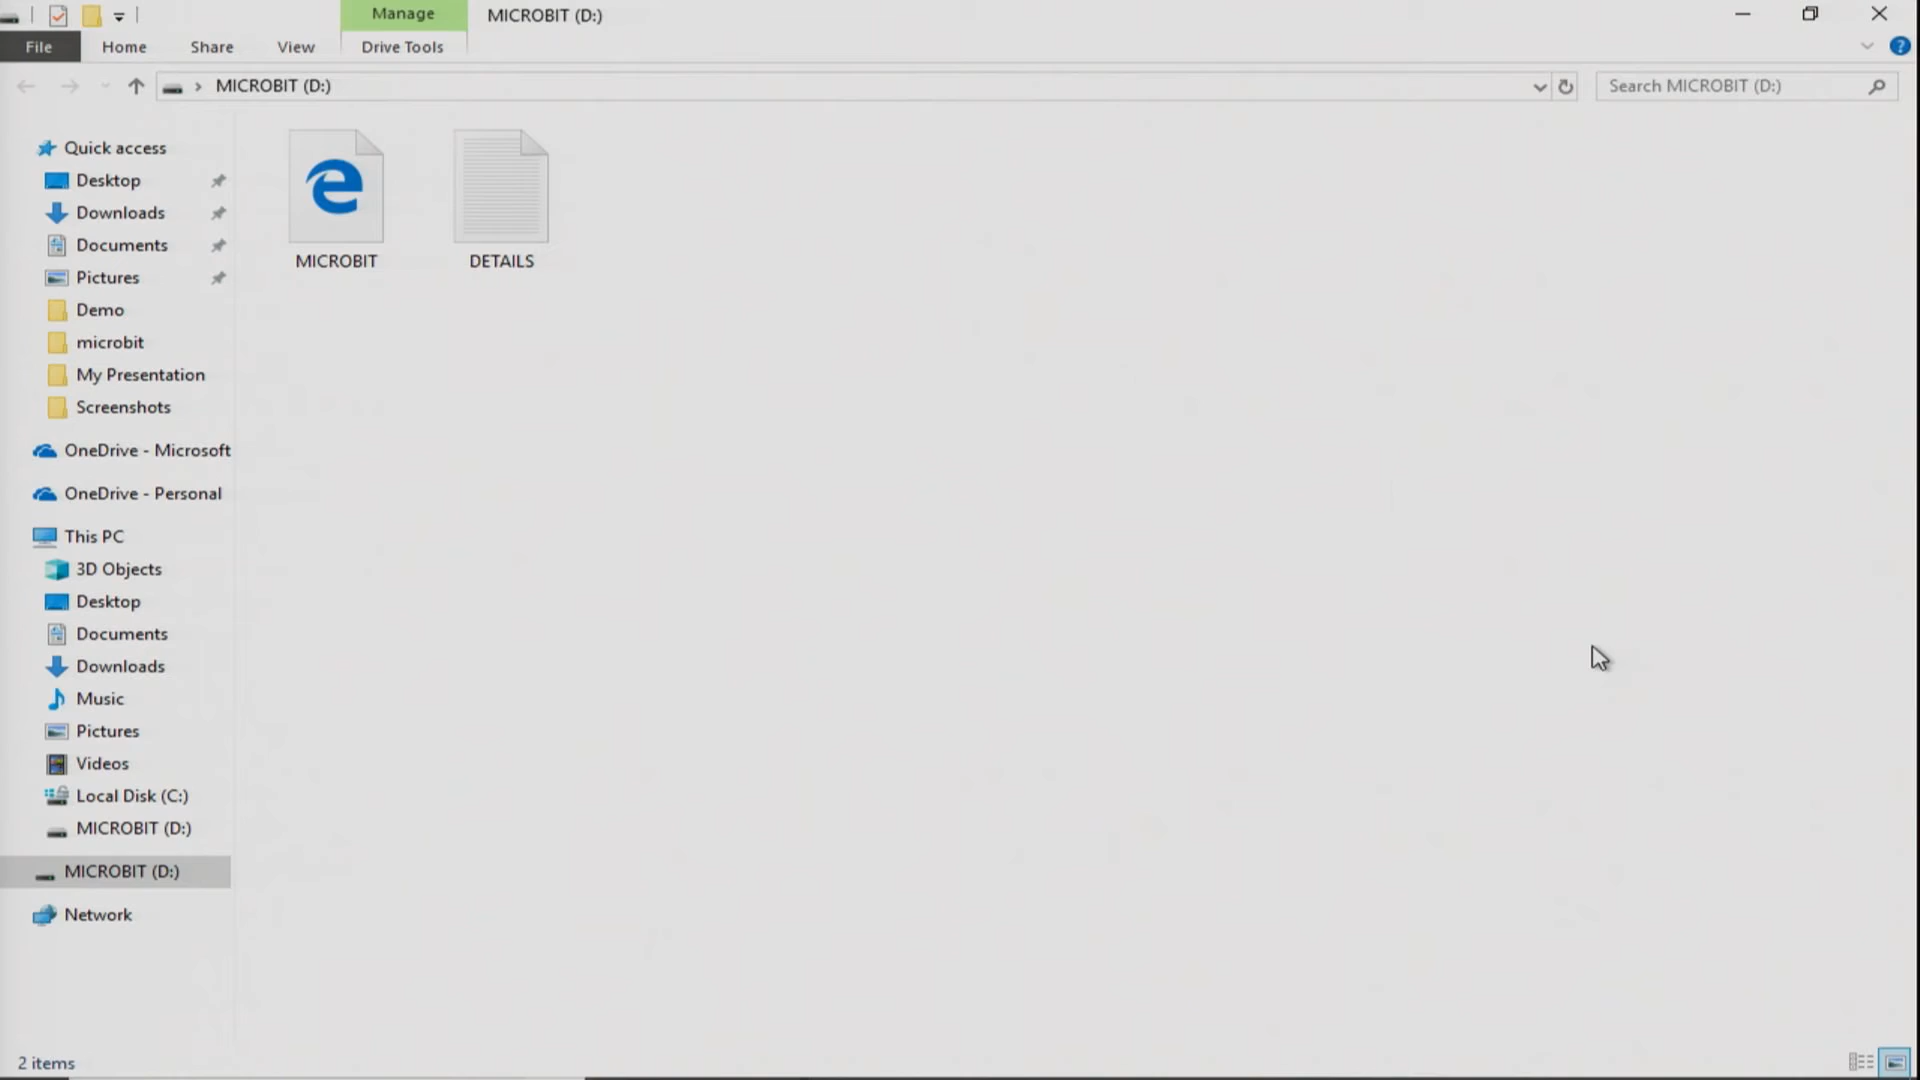 Manage
MICROBIT (D:)
File
Home
Share
View
Drive Tools
?
MICROBIT (D:)
Search MICROBIT (D:)
Quick access
Desktop
Downloads
Documents
Pictures
Demo
microbit
My Presentation
Screenshots
OneDrive - Microsoft
OneDrive - Personal
This PC
3D Objects
Desktop
Documents
Downloads
Music
Pictures
Videos
Local Disk (C:)
MICROBIT (D:)
MICROBIT (D:)
Network
MICROBIT
DETAILS
2 items